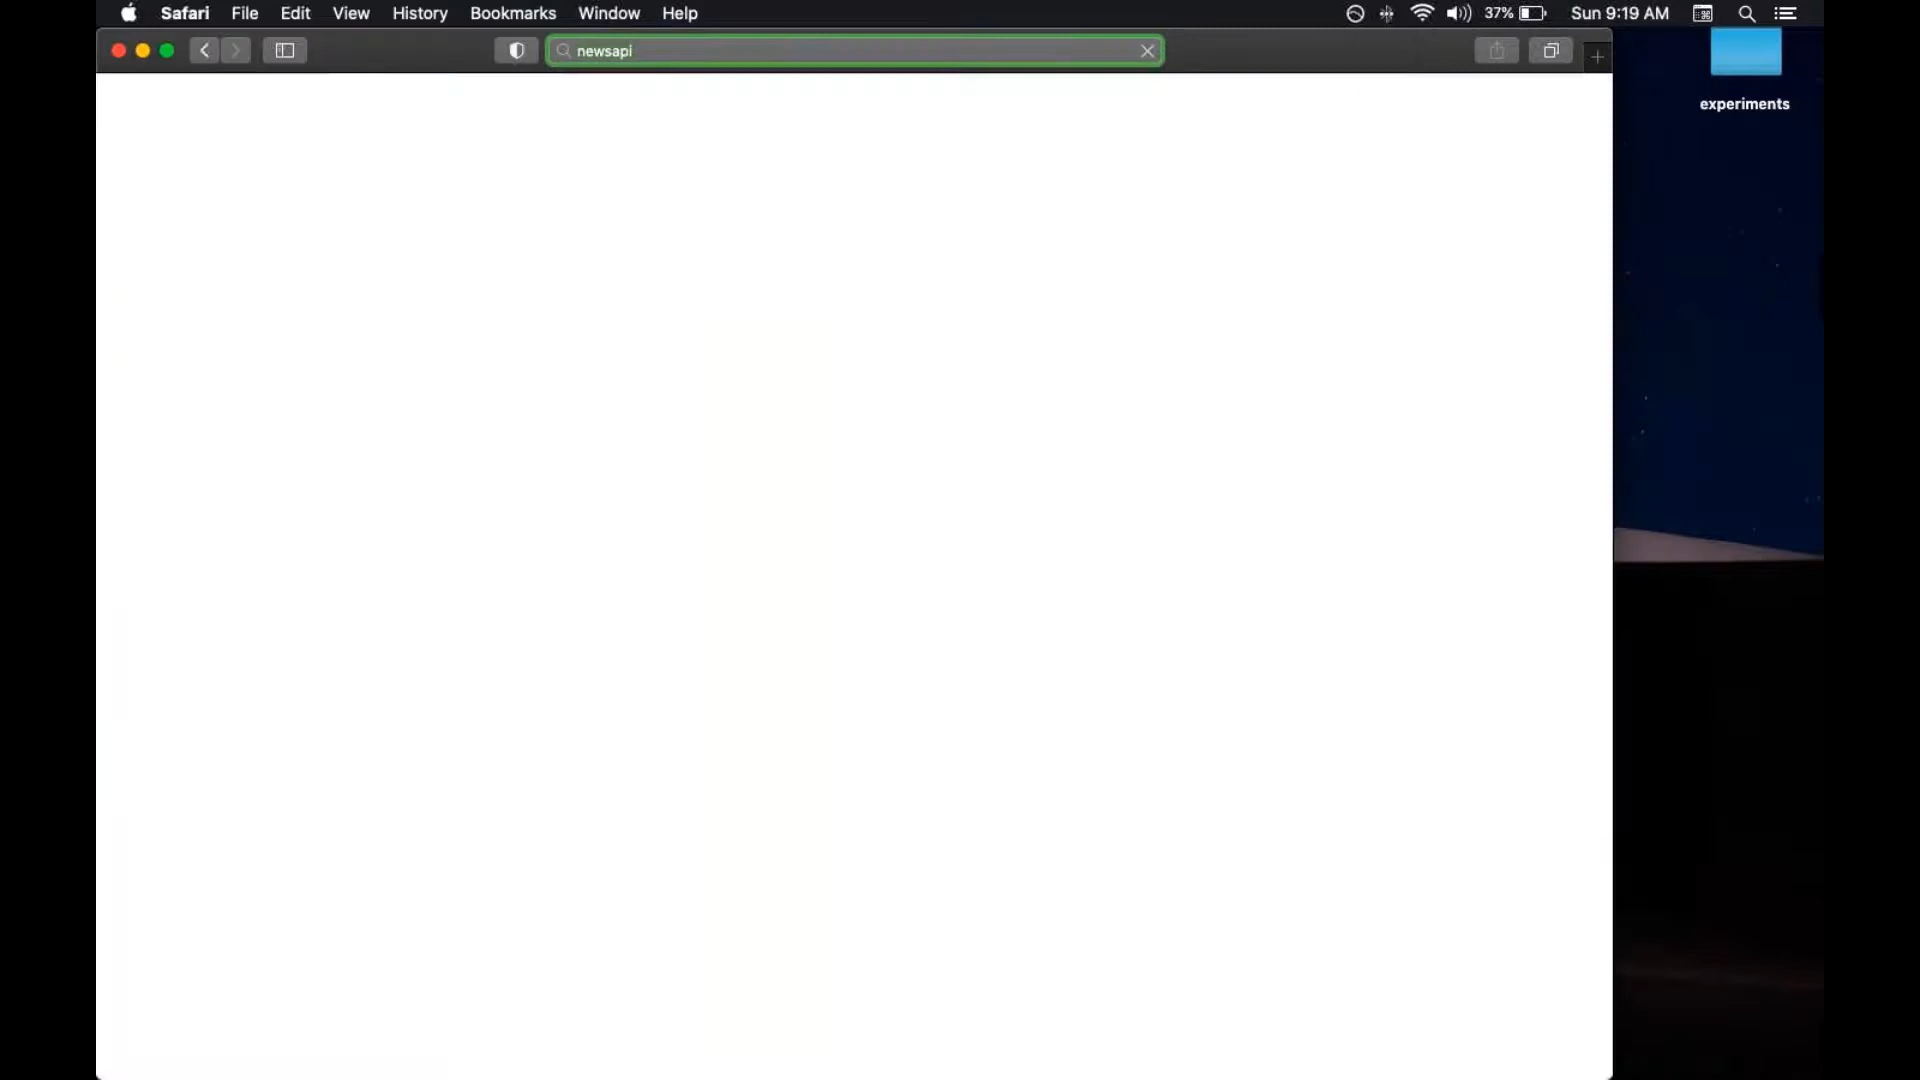 Safari File Edit View History Bookmarks Window Help 37% Sun 9:19 AM
newsapi
experiments